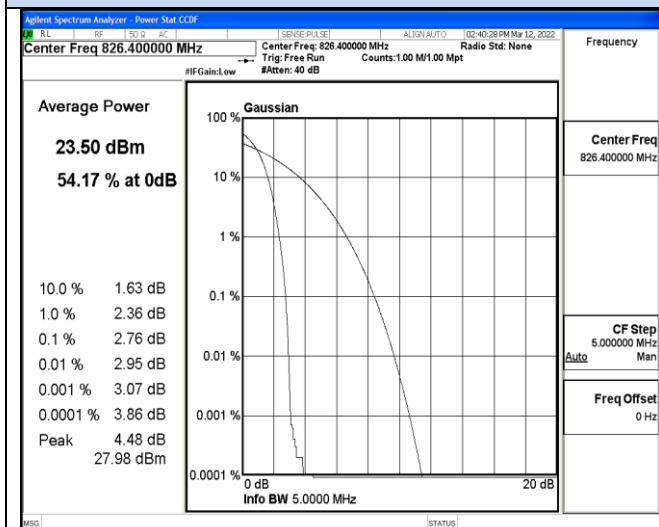 Agilent Spectrum Analyzer - Power Stat CCDF
RL RF 50 Ω AC SENSE:PULSE ALIGN AUTO 02:40:28 PM Mar 12, 2022
Center Freq 826.400000 MHz
Center Freq: 826.400000 MHz Radio Std: None
Trig: Free Run Counts:1.00 M/1.00 Mpt
#IFGain:Low #Atten: 40 dB
Frequency
Average Power
23.50 dBm
54.17 % at 0dB
10.0 % 1.63 dB
1.0 % 2.36 dB
0.1 % 2.76 dB
0.01 % 2.95 dB
0.001 % 3.07 dB
0.0001 % 3.86 dB
Peak 4.48 dB
27.98 dBm
Gaussian
100 %
10 %
1 %
0.1 %
0.01 %
0.001 %
0.0001 %
0 dB 20 dB
Info BW 5.0000 MHz
Center Freq
826.400000 MHz
CF Step
5.000000 MHz
Auto Man
Freq Offset
0 Hz
MSG STATUS